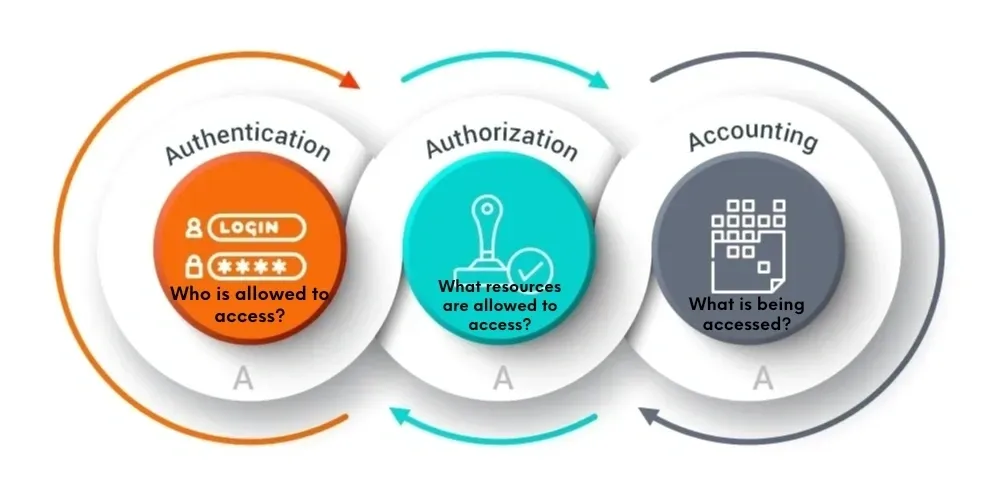 Authentication
LOGIN
****
Who is allowed to
access?
A
Authorization
What resources
are allowed to
access?
A
Accounting
What is being
accessed?
A